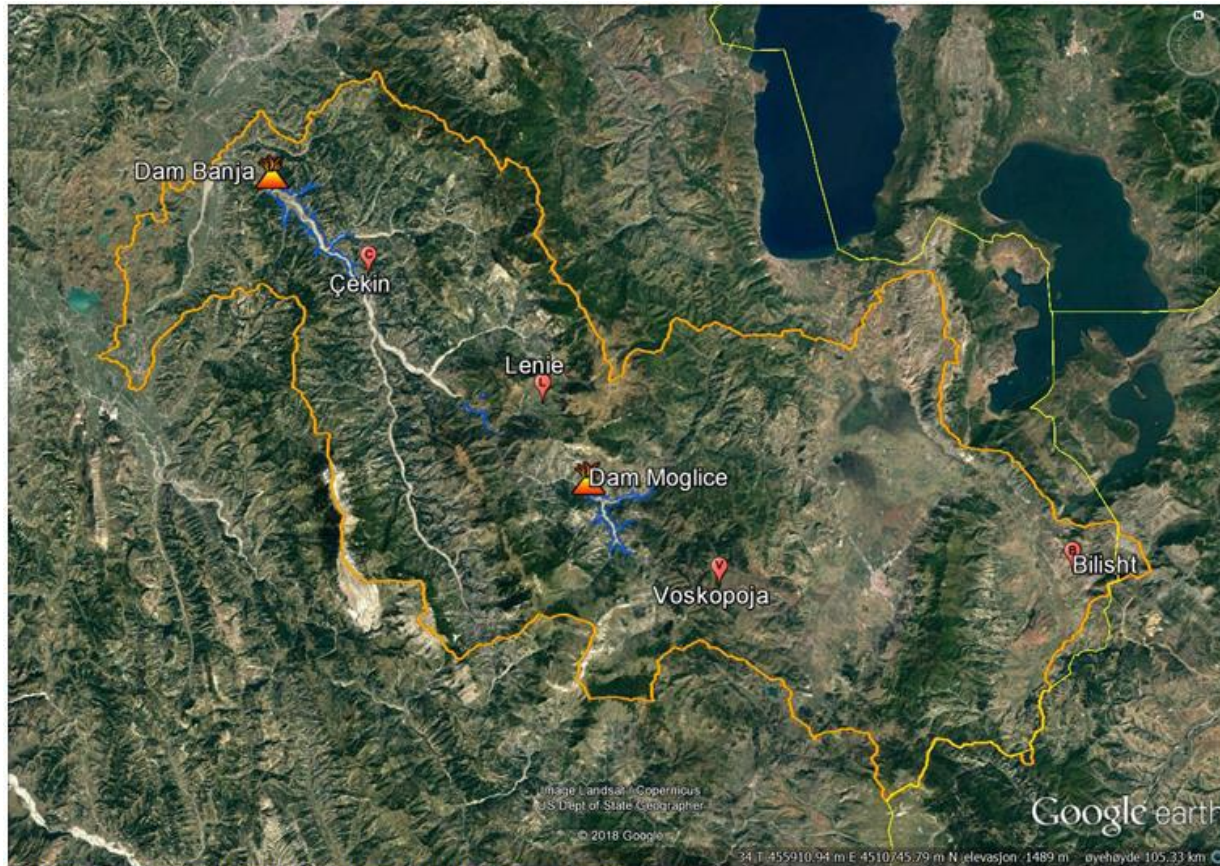 N
Dam Banja
C
Çekin
Lenie
L
Dam Moglice
V
Voskopoja
B
Bilisht
Image Landsat / Copernicus
US Dept of State Geographer
© 2018 Google
Google earth
34 T 455910.94 m E 4510745.79 m N elevasjon 1489 m øyehøyde 105.33 km